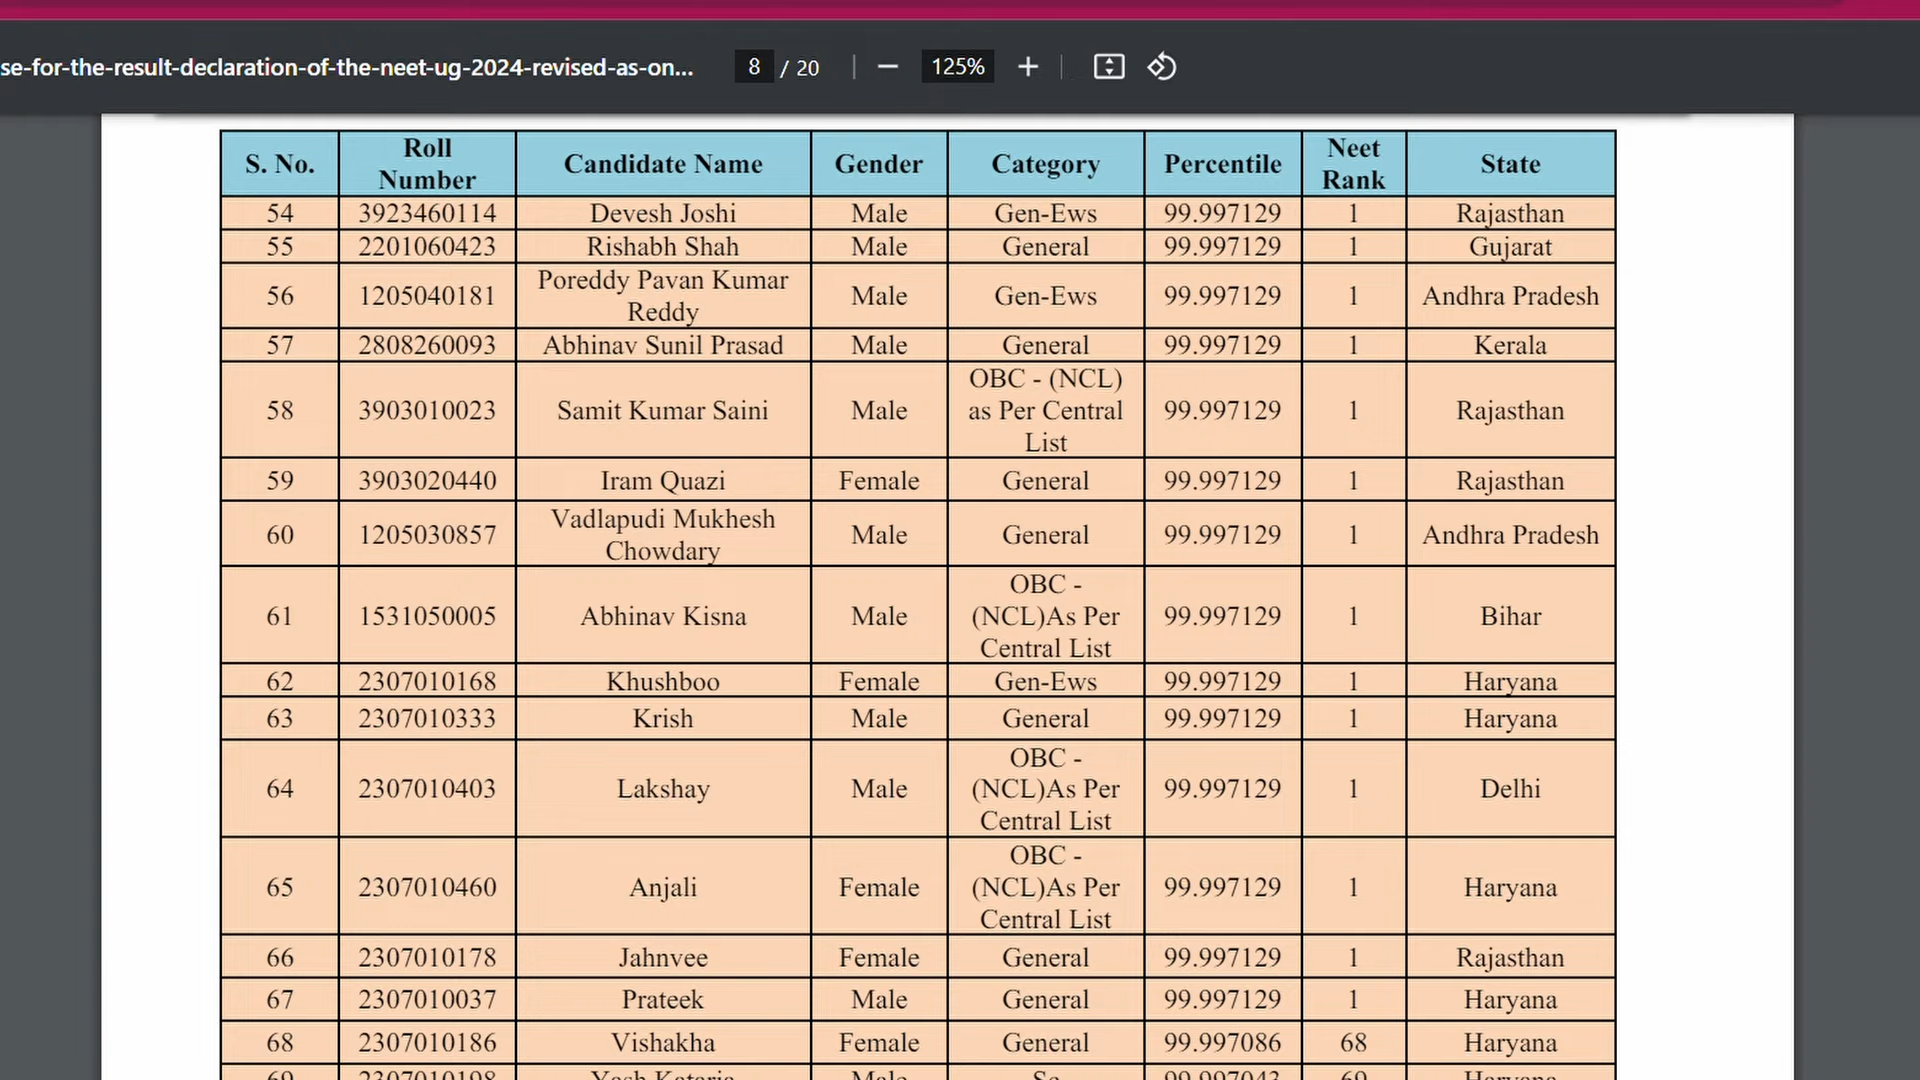 se-for-the-result-declaration-of-the-neet-ug-2024-revised-as-on... 8 / 20 125%
S. No. Roll Number Candidate Name Gender Category Percentile Neet Rank State
54 3923460114 Devesh Joshi Male Gen-Ews 99.997129 1 Rajasthan
55 2201060423 Rishabh Shah Male General 99.997129 1 Gujarat
56 1205040181 Poreddy Pavan Kumar Reddy Male Gen-Ews 99.997129 1 Andhra Pradesh
57 2808260093 Abhinav Sunil Prasad Male General 99.997129 1 Kerala
58 3903010023 Samit Kumar Saini Male OBC - (NCL) as Per Central List 99.997129 1 Rajasthan
59 3903020440 Iram Quazi Female General 99.997129 1 Rajasthan
60 1205030857 Vadlapudi Mukhesh Chowdary Male General 99.997129 1 Andhra Pradesh
61 1531050005 Abhinav Kisna Male OBC - (NCL)As Per Central List 99.997129 1 Bihar
62 2307010168 Khushboo Female Gen-Ews 99.997129 1 Haryana
63 2307010333 Krish Male General 99.997129 1 Haryana
64 2307010403 Lakshay Male OBC - (NCL)As Per Central List 99.997129 1 Delhi
65 2307010460 Anjali Female OBC - (NCL)As Per Central List 99.997129 1 Haryana
66 2307010178 Jahnvee Female General 99.997129 1 Rajasthan
67 2307010037 Prateek Male General 99.997129 1 Haryana
68 2307010186 Vishakha Female General 99.997086 68 Haryana
69 2307010198 Yash Kataria Male Sc 99.997043 69 Haryana